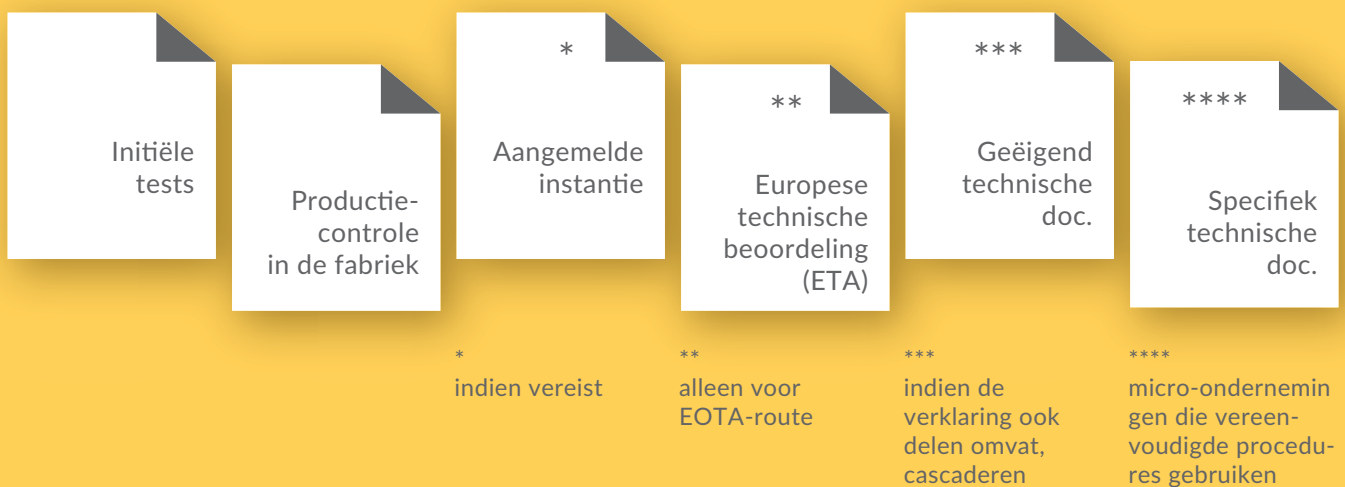 Initiële
tests
Productie-
controle
in de fabriek
*
Aangemelde
instantie
**
Europese
technische
beoordeling
(ETA)
***
Geëigend
technische
doc.
****
Specifiek
technische
doc.
*
indien vereist
**
alleen voor
EOTA-route
***
indien de
verklaring ook
delen omvat,
cascaderen
****
micro-ondernemin
gen die vereen-
voudigde procedu-
res gebruiken